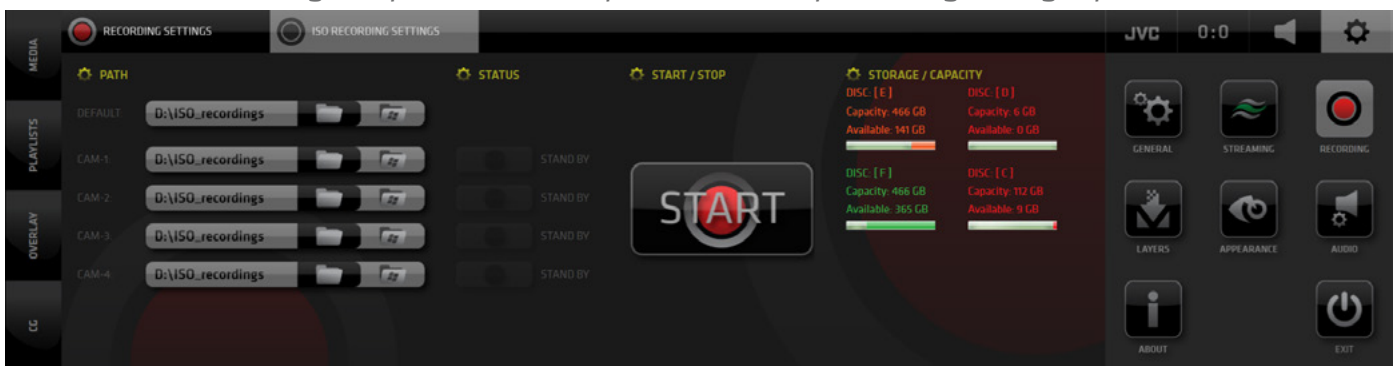 RECORDING SETTINGS
ISO RECORDING SETTINGS
JVC
0:0
MEDIA
PLAYLISTS
OVERLAY
CG
PATH
STATUS
START / STOP
STORAGE / CAPACITY
DEFAULT:
D:\ISO_recordings
CAM-1:
D:\ISO_recordings
STAND BY
CAM-2:
D:\ISO_recordings
STAND BY
CAM-3:
D:\ISO_recordings
STAND BY
CAM-4:
D:\ISO_recordings
STAND BY
START
DISC: [ E ]
Capacity: 466 GB
Available: 141 GB
DISC: [ D ]
Capacity: 6 GB
Available: 0 GB
DISC: [ F ]
Capacity: 466 GB
Available: 365 GB
DISC: [ C ]
Capacity: 112 GB
Available: 9 GB
GENERAL
STREAMING
RECORDING
LAYERS
APPEARANCE
AUDIO
ABOUT
EXIT